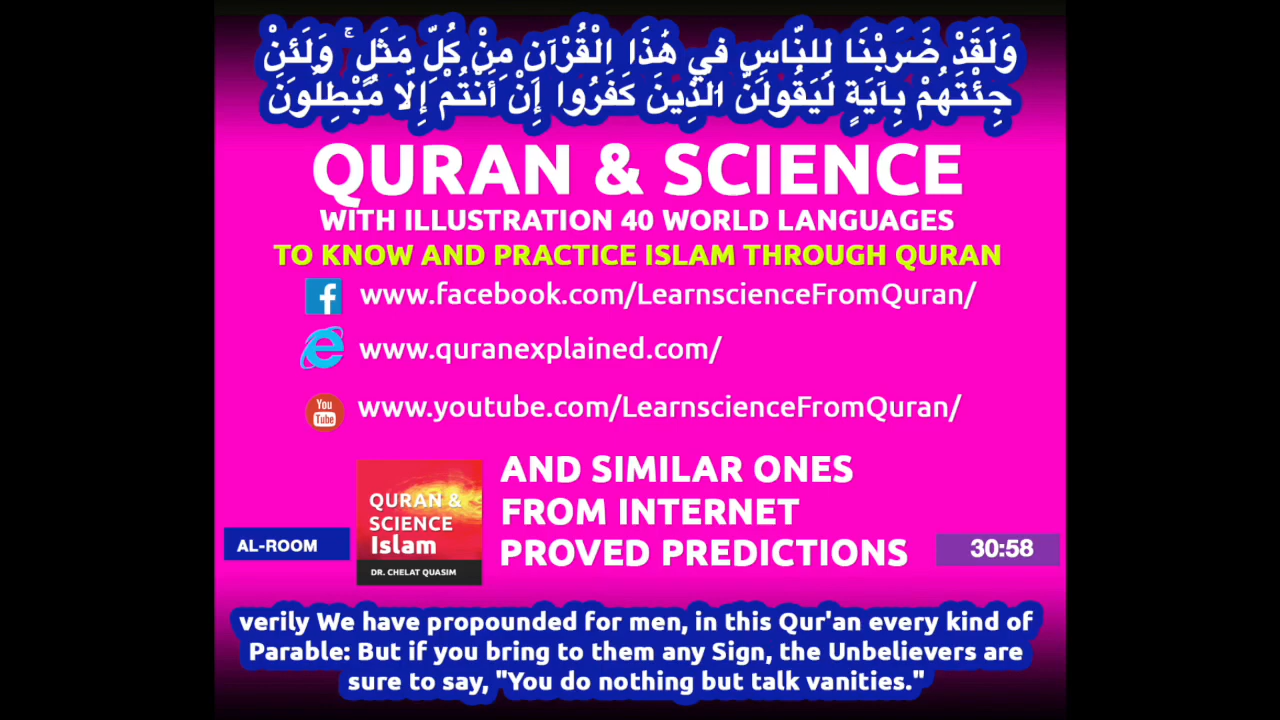 وَلَقَدْ ضَرَبْنَا لِلنَّاسِ فِي هَٰذَا الْقُرْآنِ مِنْ كُلِّ مَثَلٍ ۚ وَلَئِنْ
جِئْتَهُمْ بِآيَةٍ لَيَقُولَنَّ الَّذِينَ كَفَرُوا إِنْ أَنْتُمْ إِلَّا مُبْطِلُونَ
QURAN & SCIENCE
WITH ILLUSTRATION 40 WORLD LANGUAGES
TO KNOW AND PRACTICE ISLAM THROUGH QURAN
www.facebook.com/LearnscienceFromQuran/
www.quranexplained.com/
You
Tube
www.youtube.com/LearnscienceFromQuran/
AND SIMILAR ONES
FROM INTERNET
PROVED PREDICTIONS
QURAN &
SCIENCE
Islam
DR. CHELAT QUASIM
AL-ROOM
30:58
verily We have propounded for men, in this Qur'an every kind of
Parable: But if you bring to them any Sign, the Unbelievers are
sure to say, "You do nothing but talk vanities."